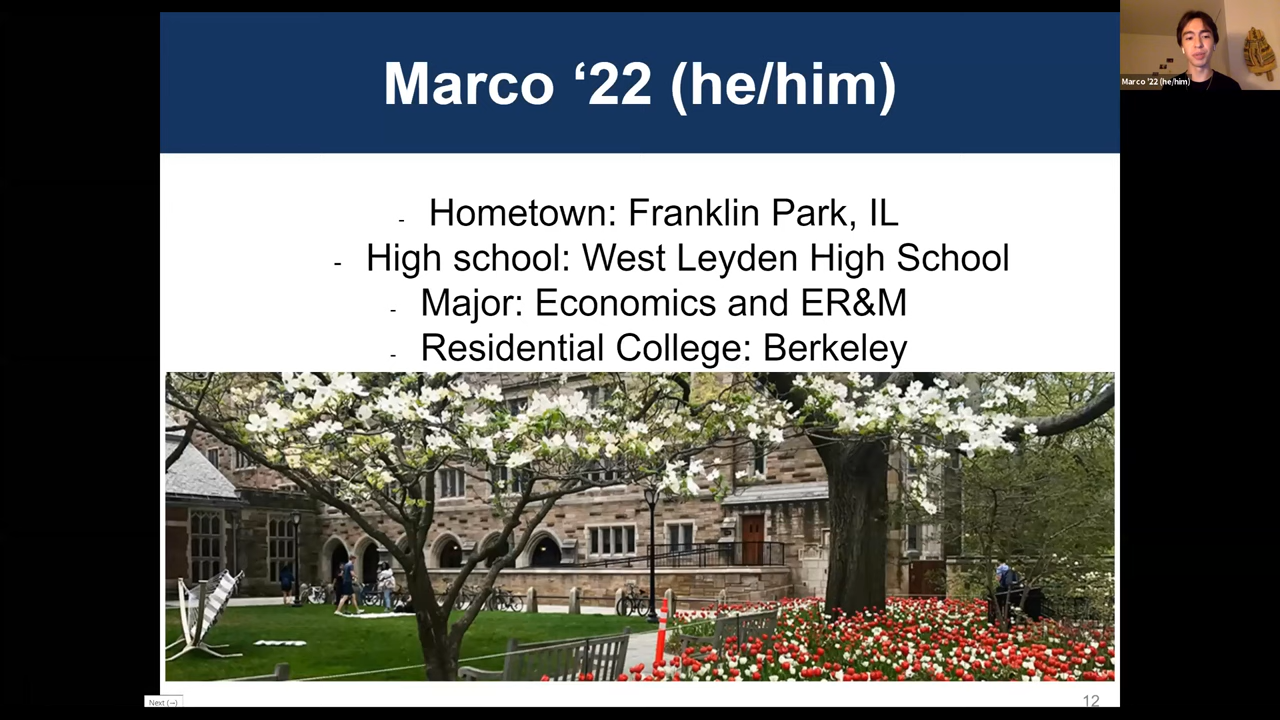 Marco ‘22 (he/him)
Marco '22 (he/him)
- Hometown: Franklin Park, IL
- High school: West Leyden High School
- Major: Economics and ER&M
- Residential College: Berkeley
Next (→)
12